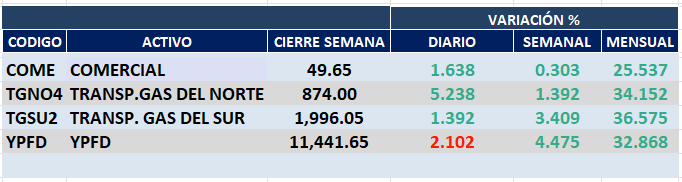 VARIACIÓN %
CODIGO ACTIVO CIERRE SEMANA DIARIO SEMANAL MENSUAL
COME COMERCIAL 49.65 1.638 0.303 25.537
TGNO4 TRANSP.GAS DEL NORTE 874.00 5.238 1.392 34.152
TGSU2 TRANSP. GAS DEL SUR 1,996.05 1.392 3.409 36.575
YPFD YPFD 11,441.65 2.102 4.475 32.868